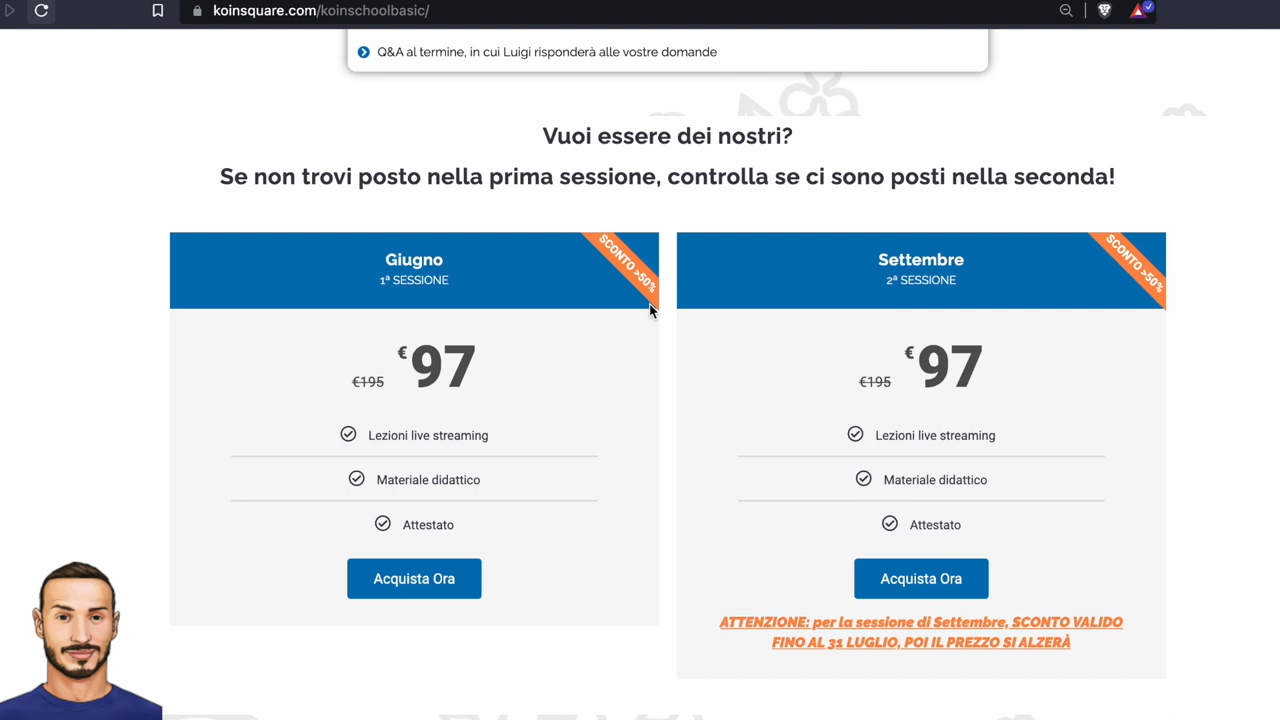 koinsquare.com/koinschoolbasic/
Q&A al termine, in cui Luigi risponderà alle vostre domande
Vuoi essere dei nostri?
Se non trovi posto nella prima sessione, controlla se ci sono posti nella seconda!
Giugno
1ª SESSIONE
SCONTO >50%
€195 €97
Lezioni live streaming
Materiale didattico
Attestato
Acquista Ora
Settembre
2ª SESSIONE
SCONTO >50%
€195 €97
Lezioni live streaming
Materiale didattico
Attestato
Acquista Ora
ATTENZIONE: per la sessione di Settembre, SCONTO VALIDO
FINO AL 31 LUGLIO, POI IL PREZZO SI ALZERÀ